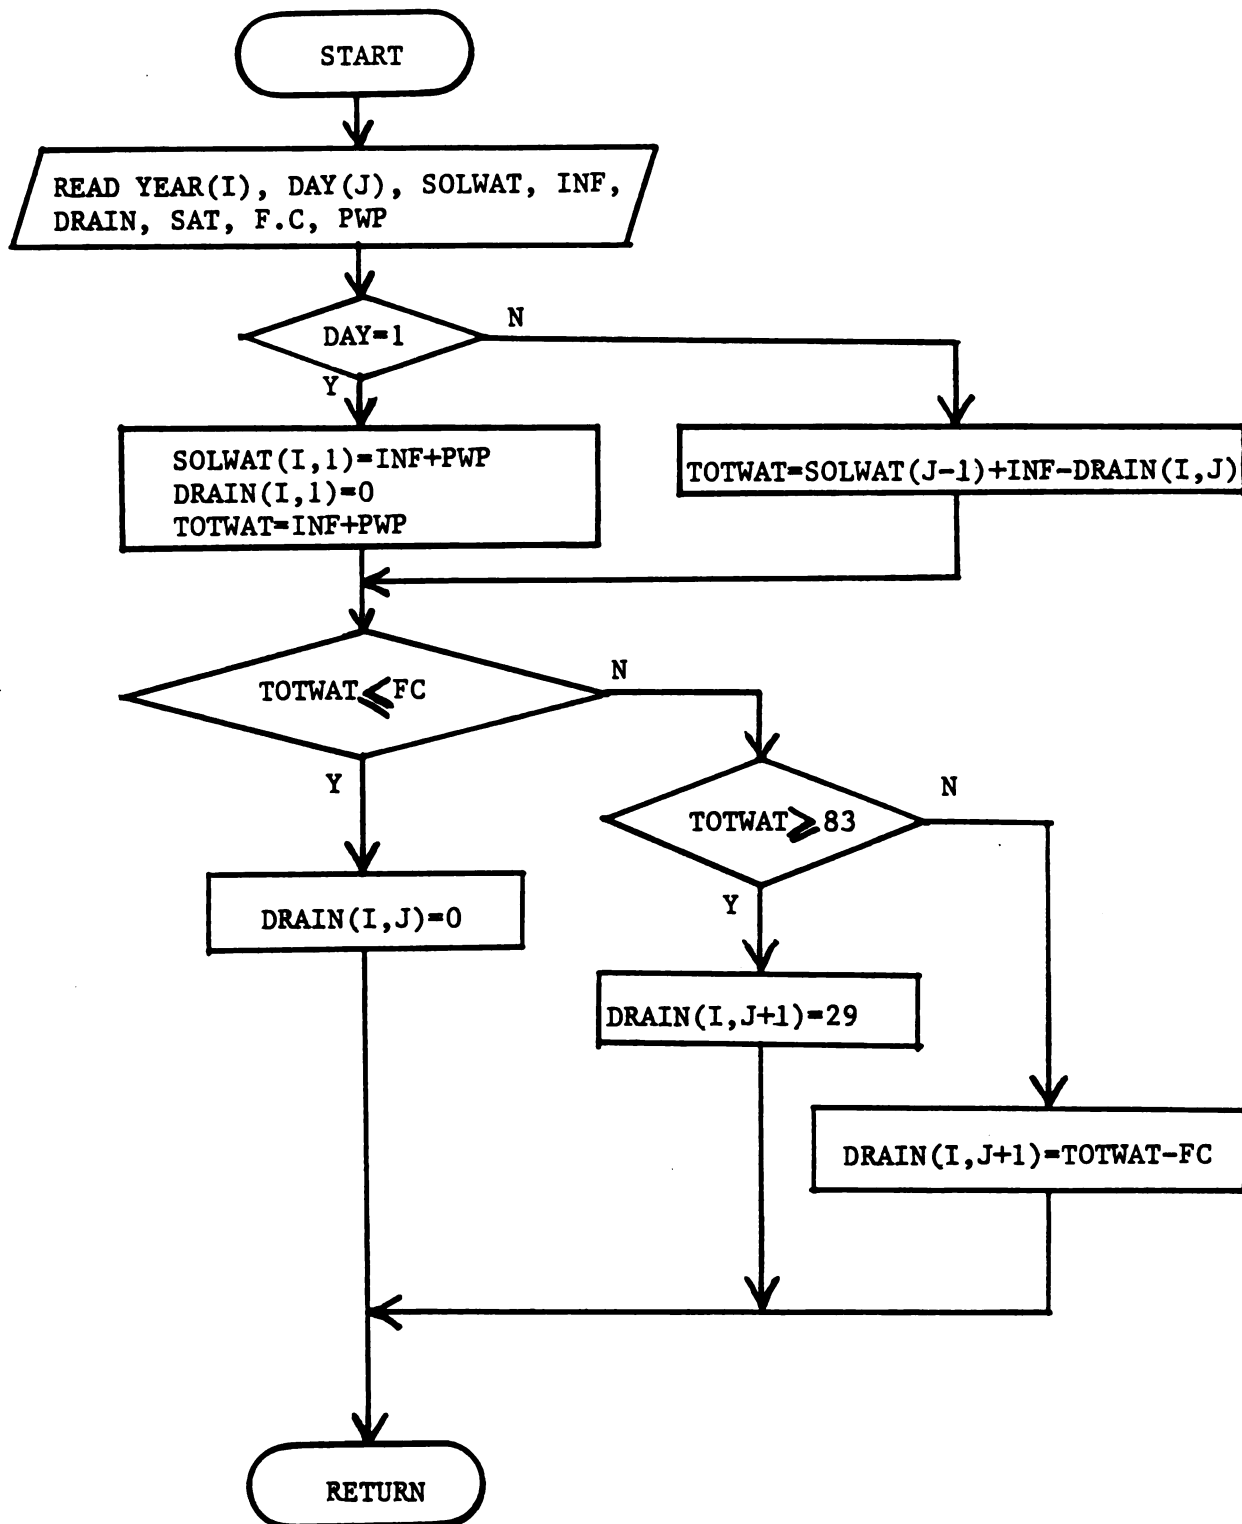 START
READ YEAR(I), DAY(J), SOLWAT, INF,
DRAIN, SAT, F.C, PWP
DAY=1
N
Y
SOLWAT(I,1)=INF+PWP
DRAIN(I,1)=0
TOTWAT=INF+PWP
TOTWAT=SOLWAT(J-1)+INF-DRAIN(I,J)
TOTWAT≤FC
N
Y
TOTWAT≥83
N
Y
DRAIN(I,J)=0
DRAIN(I,J+1)=29
DRAIN(I,J+1)=TOTWAT-FC
RETURN